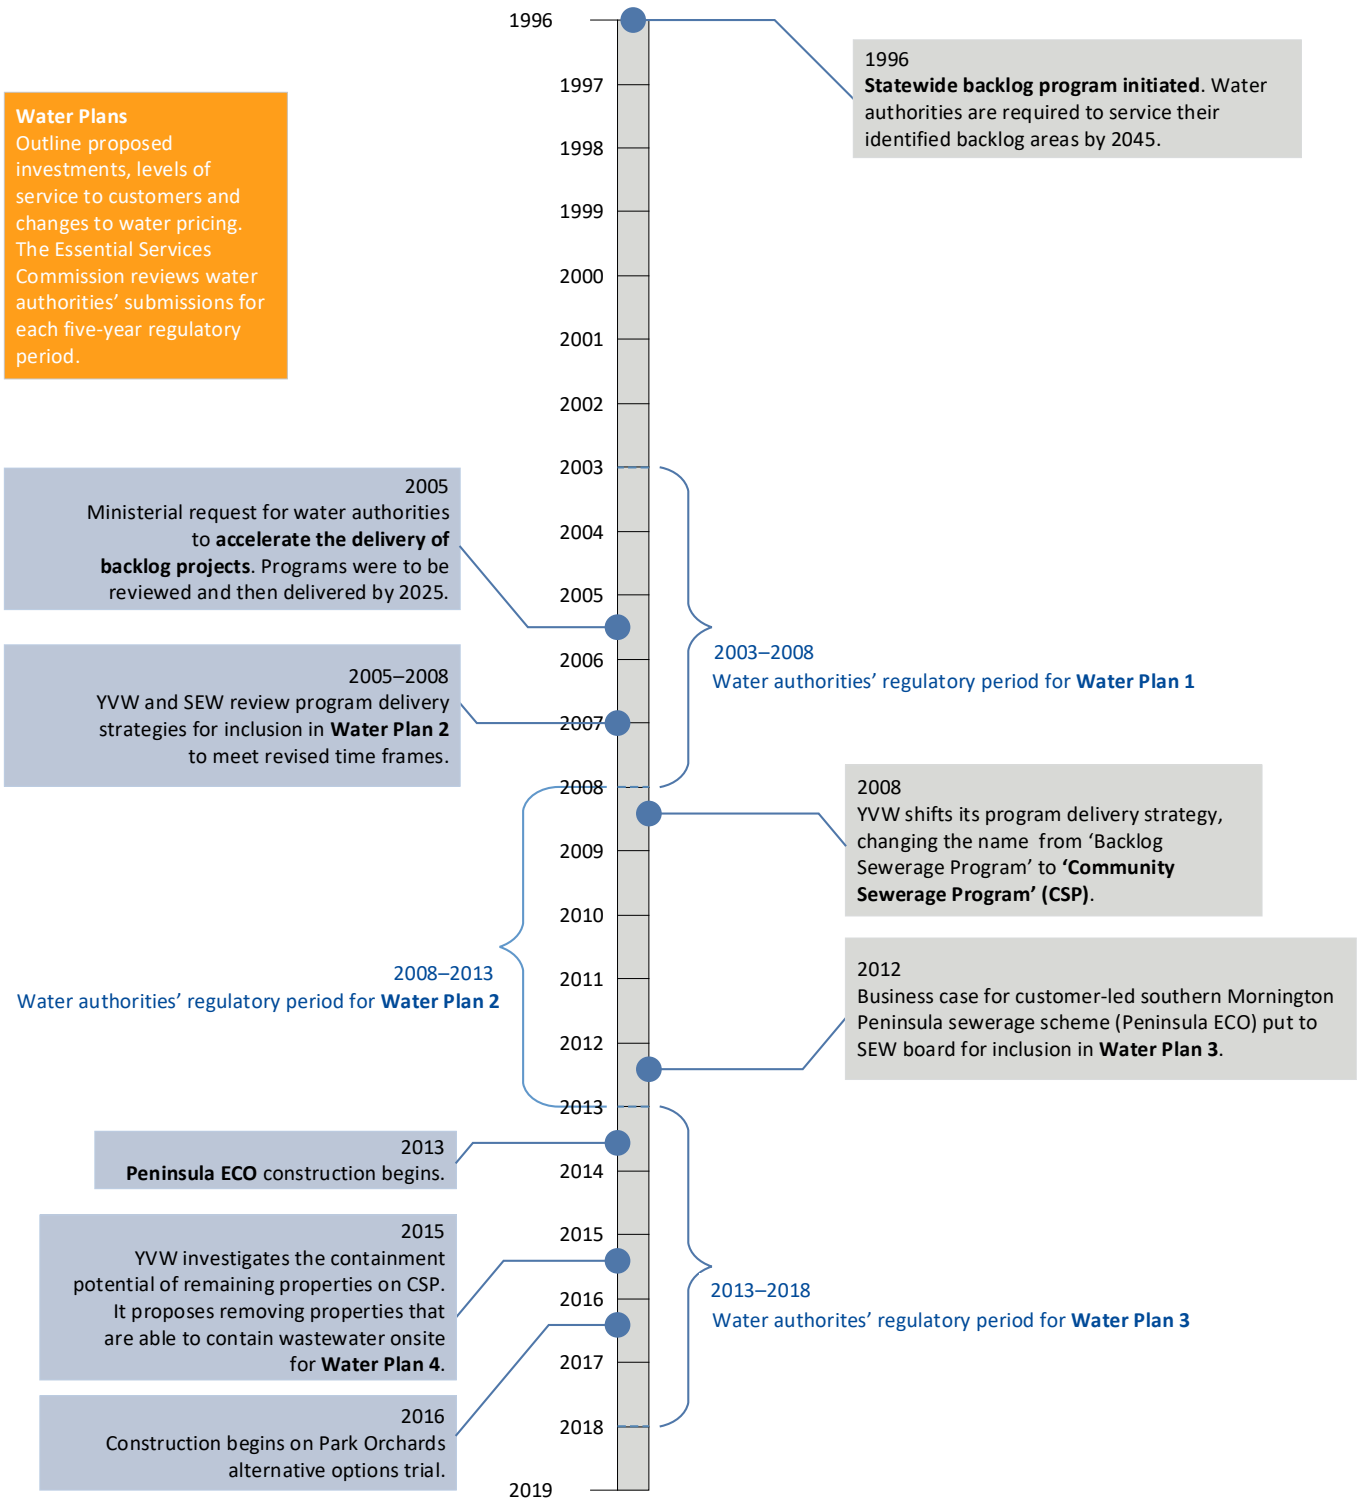 1996
1996
Statewide backlog program initiated. Water
authorities are required to service their
identified backlog areas by 2045.
1997
Water Plans
Outline proposed
investments, levels of
service to customers and
changes to water pricing.
The Essential Services
Commission reviews water
authorities’ submissions for
each five-year regulatory
period.
1998
1999
2000
2001
2002
2003
2005
Ministerial request for water authorities
to accelerate the delivery of
backlog projects. Programs were to be
reviewed and then delivered by 2025.
2004
2005
2006
2003–2008
Water authorities’ regulatory period for Water Plan 1
2005–2008
YVW and SEW review program delivery
strategies for inclusion in Water Plan 2
to meet revised time frames.
2007
2008
2008
YVW shifts its program delivery strategy,
changing the name  from ‘Backlog
Sewerage Program’ to ‘Community
Sewerage Program’ (CSP).
2009
2010
2008–2013
Water authorities’ regulatory period for Water Plan 2
2011
2012
2012
Business case for customer-led southern Mornington
Peninsula sewerage scheme (Peninsula ECO) put to
SEW board for inclusion in Water Plan 3.
2013
2013
Peninsula ECO construction begins.
2014
2015
2015
YVW investigates the containment
potential of remaining properties on CSP.
It proposes removing properties that
are able to contain wastewater onsite
for Water Plan 4.
2016
2013–2018
Water authorites’ regulatory period for Water Plan 3
2017
2016
Construction begins on Park Orchards
alternative options trial.
2018
2019